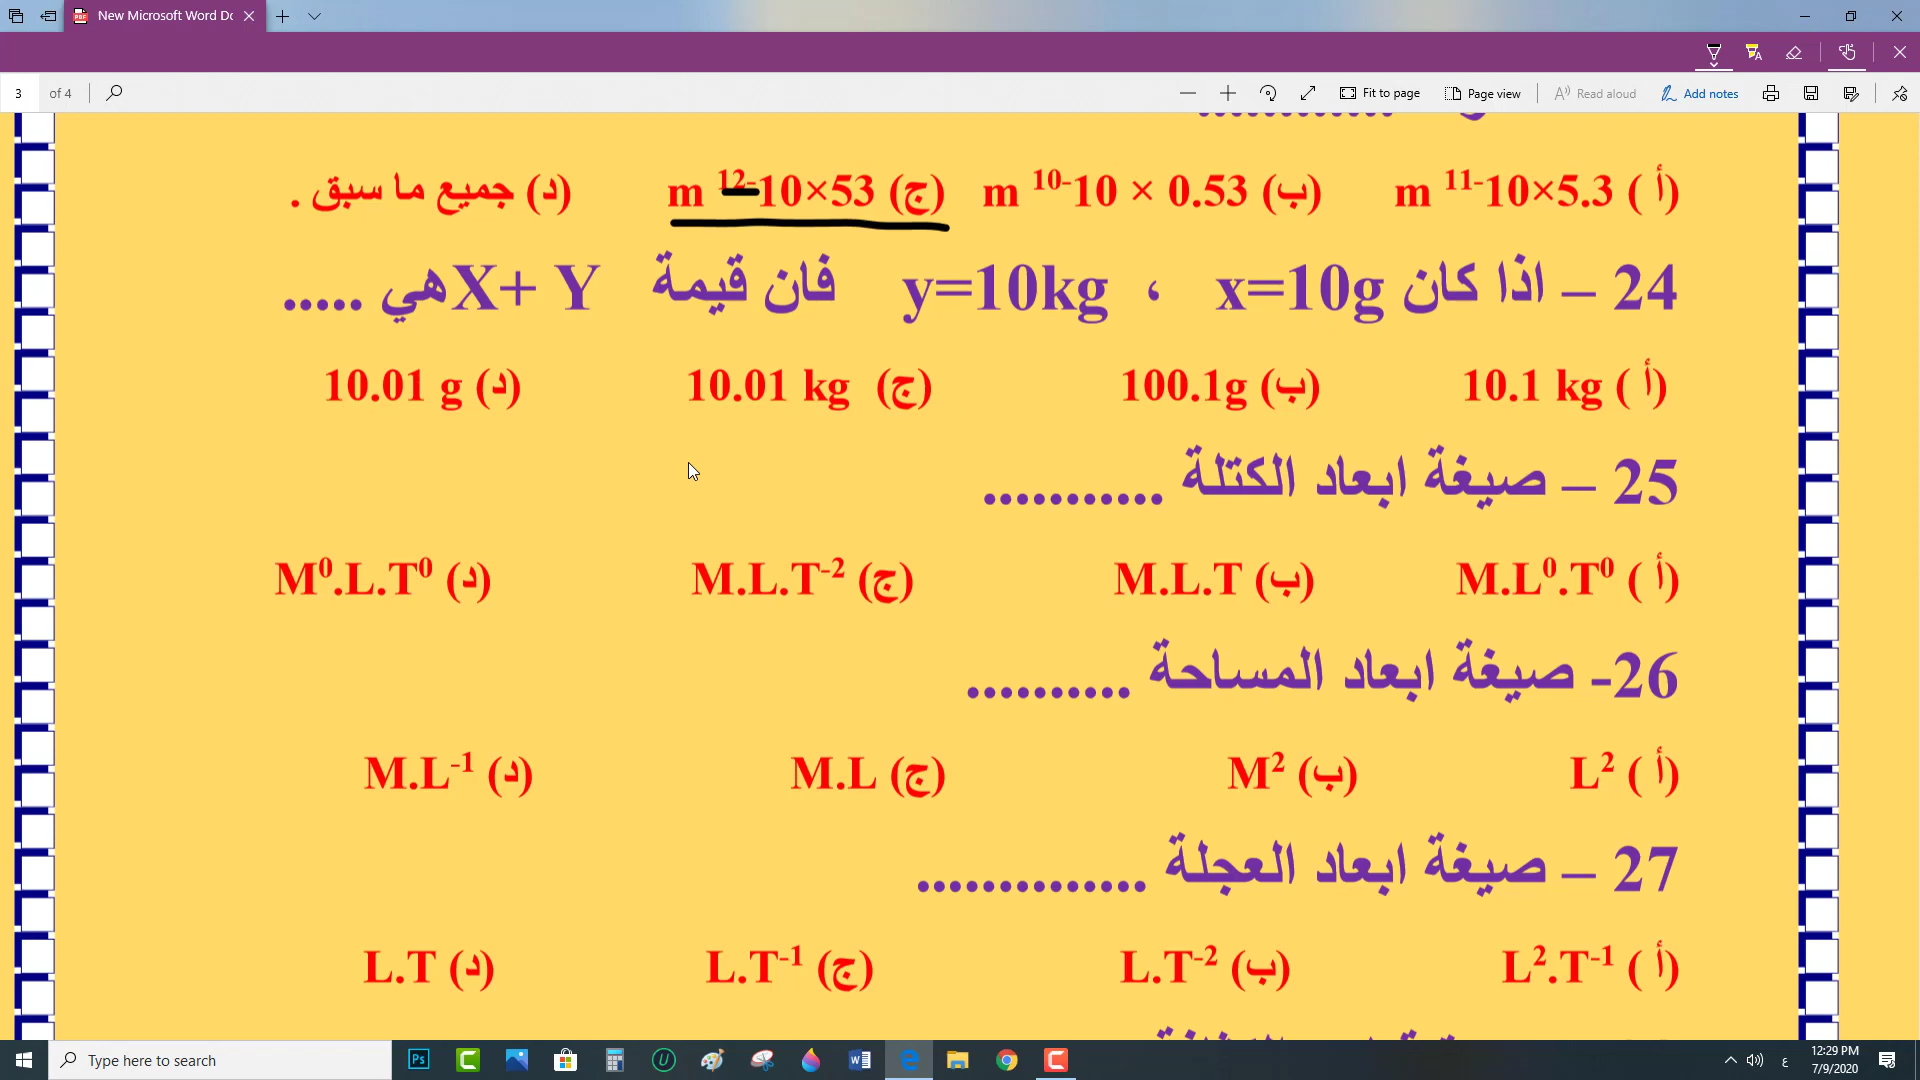 New Microsoft Word Do
3 of 4 Fit to page Page view Read aloud Add notes
(أ ) 5.3×10-11 m (ب) 0.53 × 10-10 m (ج) 53×10-12 m (د) جميع ما سبق .
24 – اذا كان x=10g ، y=10kg فان قيمة X+ Y هي .....
(أ ) 10.1 kg (ب) 100.1g (ج) 10.01 kg (د) 10.01 g
25 – صيغة ابعاد الكتلة ...........
(أ ) M.L⁰.T⁰ (ب) M.L.T (ج) M.L.T⁻² (د) M⁰.L.T⁰
26- صيغة ابعاد المساحة ..........
(أ ) L² (ب) M² (ج) M.L (د) M.L⁻¹
27 – صيغة ابعاد العجلة ..............
(أ ) L².T⁻¹ (ب) L.T⁻² (ج) L.T⁻¹ (د) L.T
Type here to search
ع
12:29 PM
7/9/2020